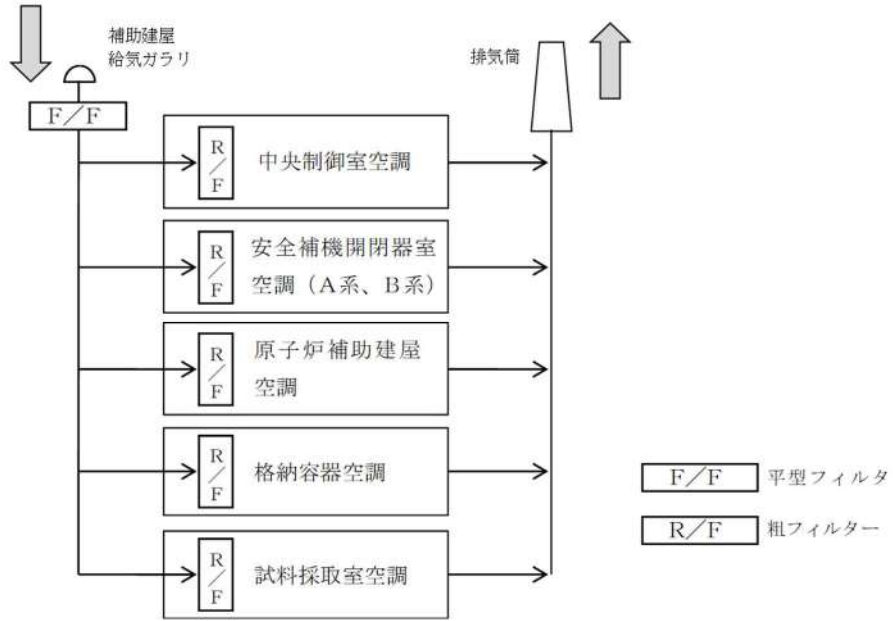 補助建屋
給気ガラリ
排気筒
F/F
R/F
中央制御室空調
R/F
安全補機開閉器室
空調(A系、B系)
R/F
原子炉補助建屋
空調
R/F
格納容器空調
R/F
試料採取室空調
F/F 平型フィルタ
R/F 粗フィルター